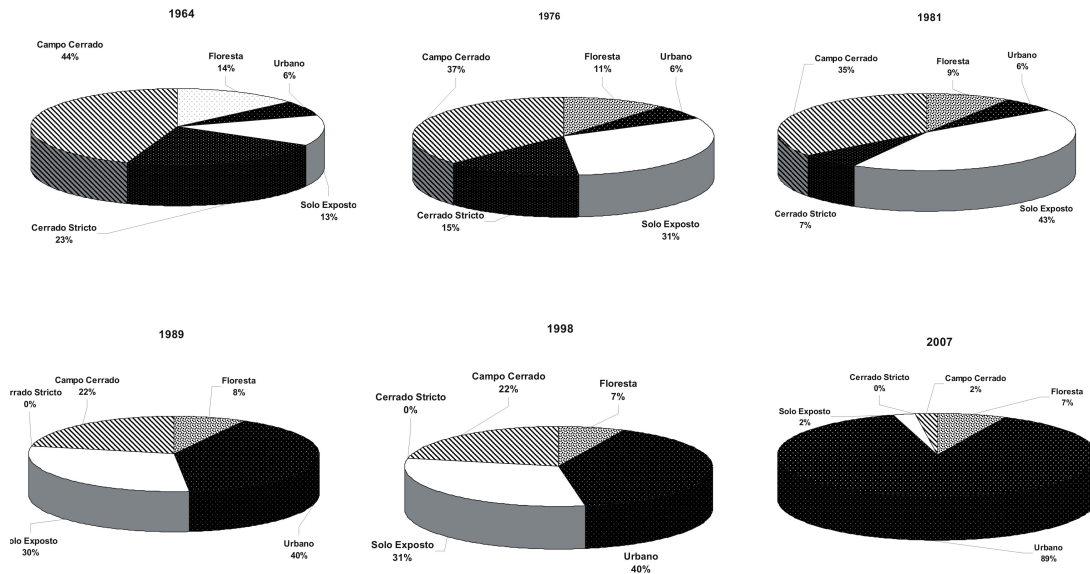 1964
Campo Cerrado
44%
Floresta
14%
Urbano
6%
Solo Exposto
13%
Cerrado Stricto
23%
1976
Campo Cerrado
37%
Floresta
11%
Urbano
6%
Solo Exposto
31%
Cerrado Stricto
15%
1981
Campo Cerrado
35%
Floresta
9%
Urbano
6%
Solo Exposto
43%
Cerrado Stricto
7%
1989
Campo Cerrado
22%
Floresta
8%
rrado Stricto
0%
Urbano
40%
olo Exposto
30%
1998
Campo Cerrado
22%
Floresta
7%
Cerrado Stricto
0%
Solo Exposto
31%
Urbano
40%
2007
Cerrado Stricto
0%
Campo Cerrado
2%
Floresta
7%
Solo Exposto
2%
Urbano
89%